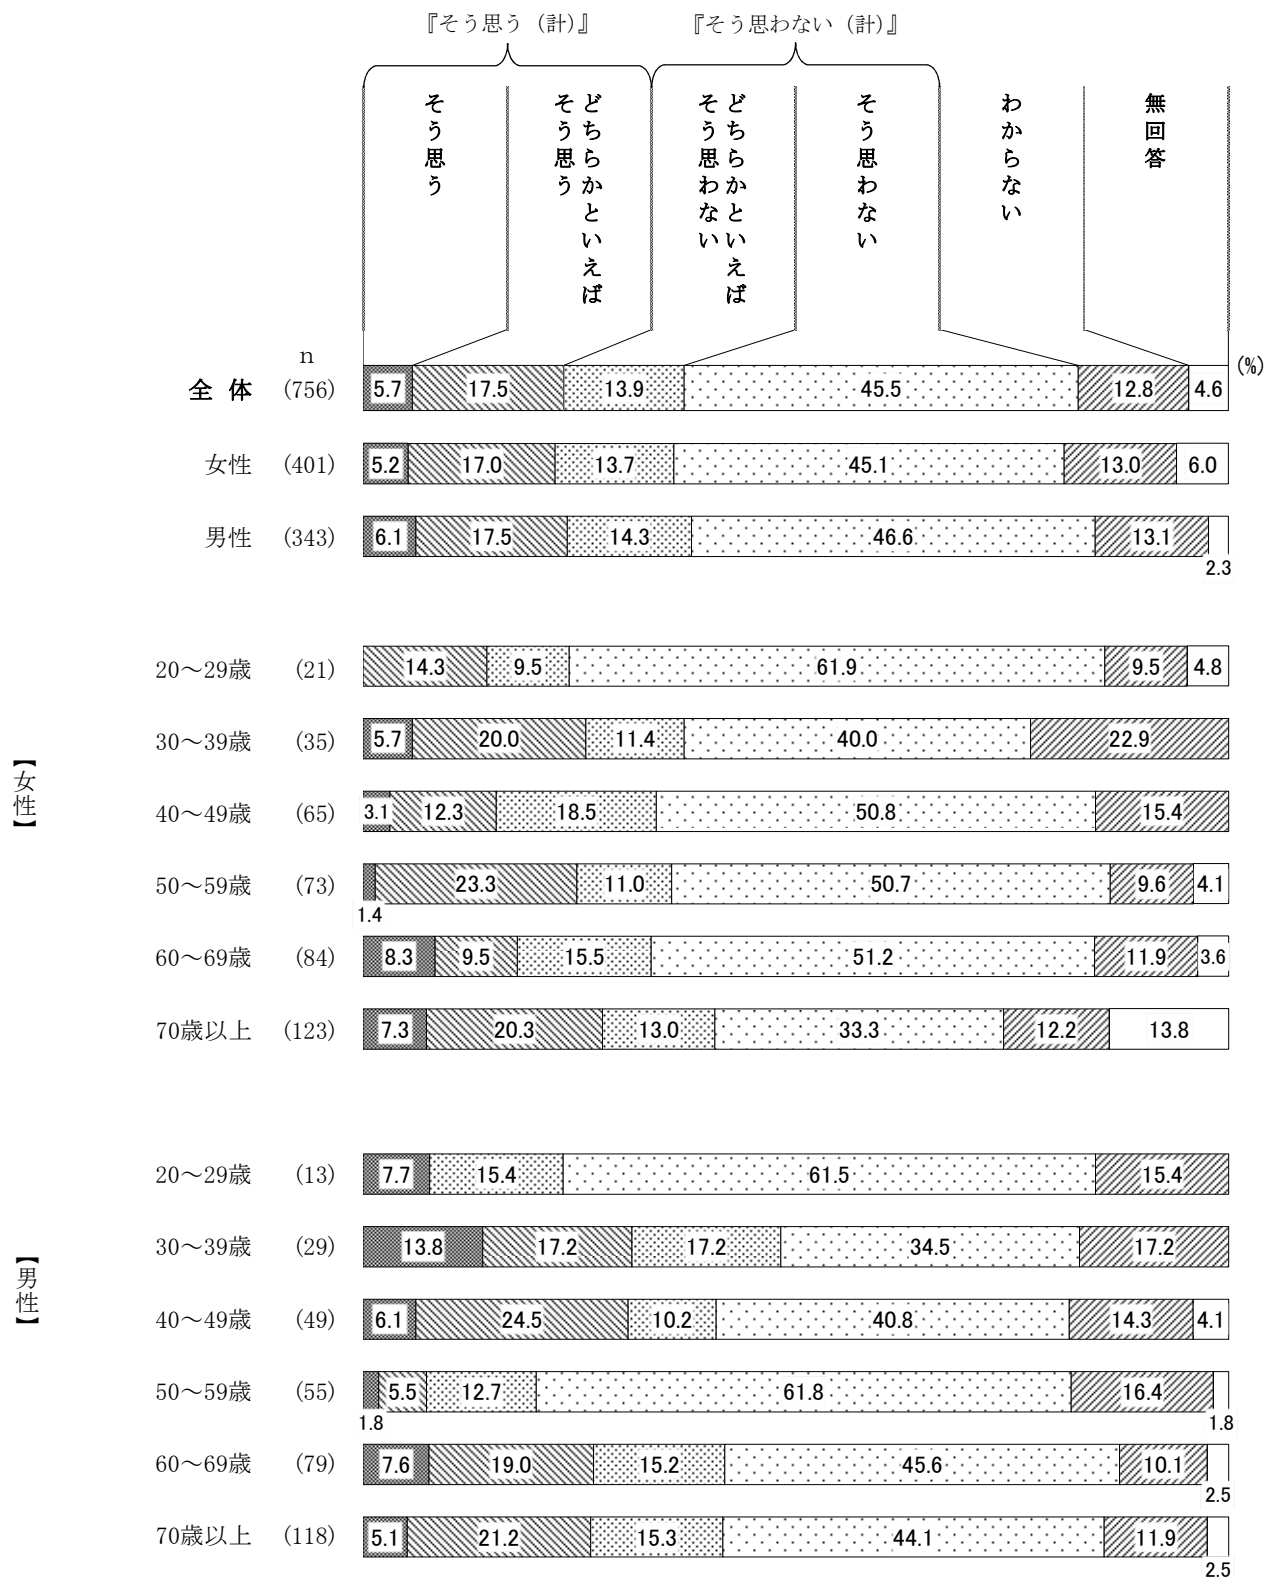 『そう思う（計）』 『そう思わない（計）』
そう思う
どちらかといえば
そう思う
どちらかといえば
そう思わない
そう思わない
わからない
無回答
n
(%)
全 体 (756) 5.7 17.5 13.9 45.5 12.8 4.6
女性 (401) 5.2 17.0 13.7 45.1 13.0 6.0
男性 (343) 6.1 17.5 14.3 46.6 13.1 2.3
【女性】
20～29歳 (21) 14.3 9.5 61.9 9.5 4.8
30～39歳 (35) 5.7 20.0 11.4 40.0 22.9
40～49歳 (65) 3.1 12.3 18.5 50.8 15.4
50～59歳 (73) 1.4 23.3 11.0 50.7 9.6 4.1
60～69歳 (84) 8.3 9.5 15.5 51.2 11.9 3.6
70歳以上 (123) 7.3 20.3 13.0 33.3 12.2 13.8
【男性】
20～29歳 (13) 7.7 15.4 61.5 15.4
30～39歳 (29) 13.8 17.2 17.2 34.5 17.2
40～49歳 (49) 6.1 24.5 10.2 40.8 14.3 4.1
50～59歳 (55) 1.8 5.5 12.7 61.8 16.4 1.8
60～69歳 (79) 7.6 19.0 15.2 45.6 10.1 2.5
70歳以上 (118) 5.1 21.2 15.3 44.1 11.9 2.5